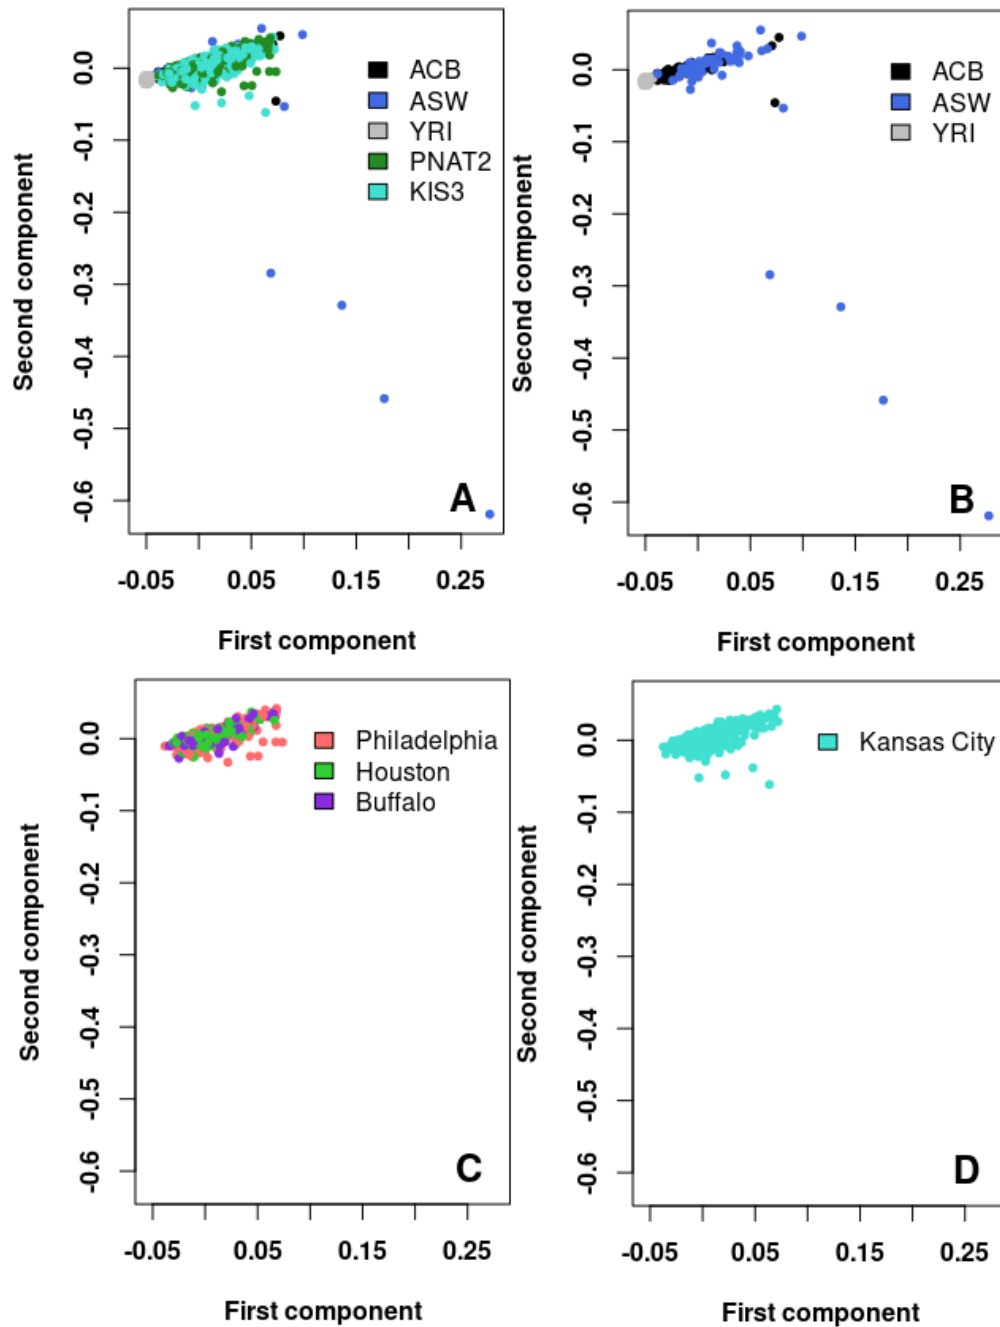 0.0
-0.1
-0.2
-0.3
-0.4
-0.5
-0.6
Second component
ACB
ASW
YRI
PNAT2
KIS3
A
-0.05
0.05
0.15
0.25
First component
0.0
-0.1
-0.2
-0.3
-0.4
-0.5
-0.6
Second component
ACB
ASW
YRI
B
-0.05
0.05
0.15
0.25
First component
0.0
-0.1
-0.2
-0.3
-0.4
-0.5
-0.6
Second component
Philadelphia
Houston
Buffalo
C
-0.05
0.05
0.15
0.25
First component
0.0
-0.1
-0.2
-0.3
-0.4
-0.5
-0.6
Second component
Kansas City
D
-0.05
0.05
0.15
0.25
First component